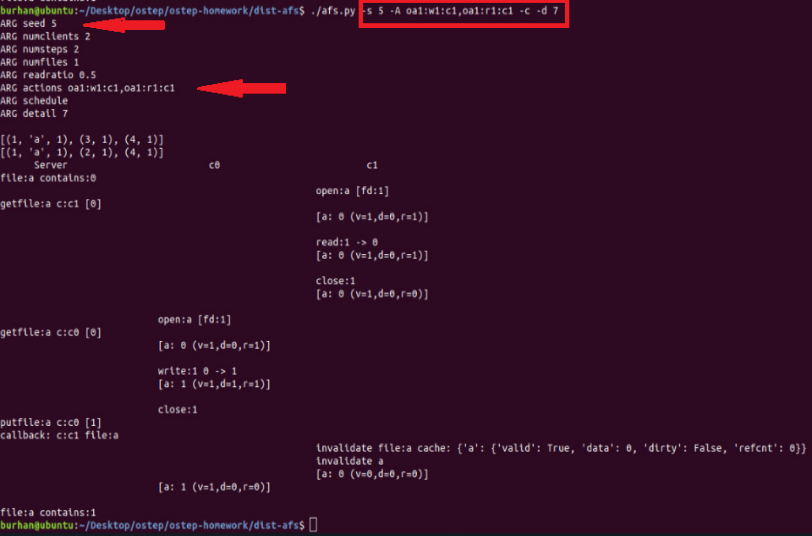 burhan@ubuntu:~/Desktop/ostep/ostep-homework/dist-afs$ ./afs.py -s 5 -A oa1:w1:c1,oa1:r1:c1 -c -d 7
ARG seed 5
ARG numclients 2
ARG numsteps 2
ARG numfiles 1
ARG readratio 0.5
ARG actions oa1:w1:c1,oa1:r1:c1
ARG schedule
ARG detail 7
[(1, 'a', 1), (3, 1), (4, 1)]
[(1, 'a', 1), (2, 1), (4, 1)]
Server c0 c1
file:a contains:0
open:a [fd:1]
getfile:a c:c1 [0]
[a: 0 (v=1,d=0,r=1)]
read:1 -> 0
[a: 0 (v=1,d=0,r=1)]
close:1
[a: 0 (v=1,d=0,r=0)]
open:a [fd:1]
getfile:a c:c0 [0]
[a: 0 (v=1,d=0,r=1)]
write:1 0 -> 1
[a: 1 (v=1,d=1,r=1)]
close:1
putfile:a c:c0 [1]
callback: c:c1 file:a
invalidate file:a cache: {'a': {'valid': True, 'data': 0, 'dirty': False, 'refcnt': 0}}
invalidate a
[a: 0 (v=0,d=0,r=0)]
[a: 1 (v=1,d=0,r=0)]
file:a contains:1
burhan@ubuntu:~/Desktop/ostep/ostep-homework/dist-afs$